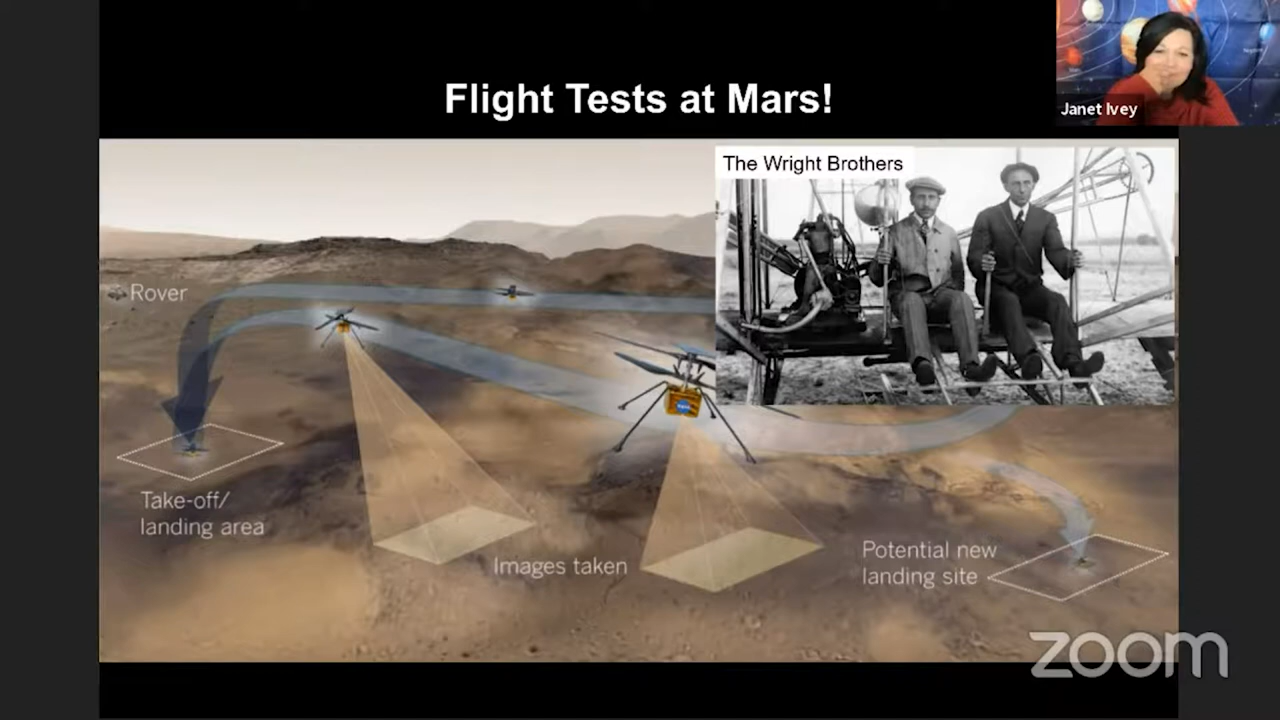 Flight Tests at Mars!
Janet Ivey
The Wright Brothers
Rover
Take-off/
landing area
Images taken
Potential new
landing site
zoom